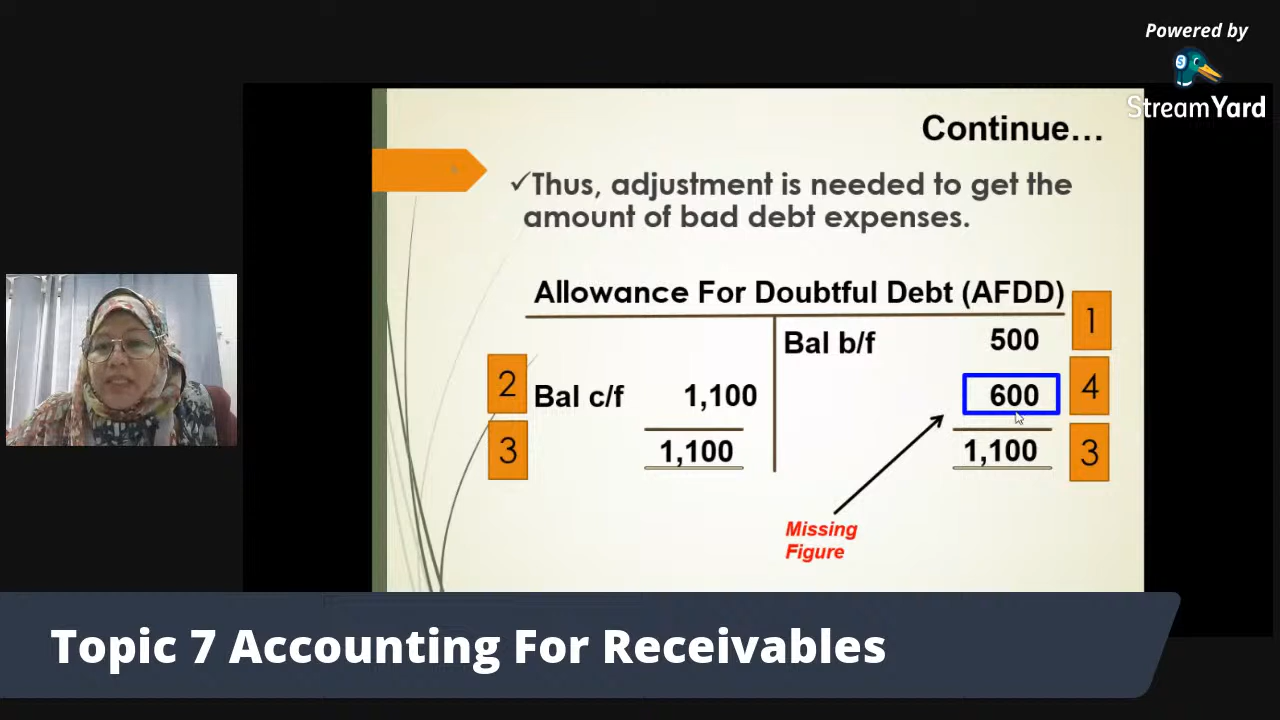 Powered by
StreamYard
Continue...
✓Thus, adjustment is needed to get the
amount of bad debt expenses.
Allowance For Doubtful Debt (AFDD)
Bal b/f 500 1
2 Bal c/f 1,100 600 4
3 1,100 1,100 3
Missing
Figure
Topic 7 Accounting For Receivables